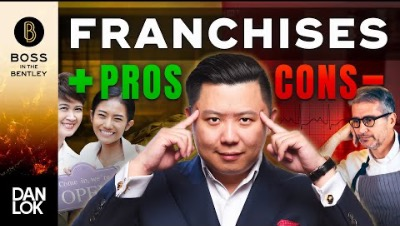 B
BOSS
IN THE
BENTLEY
FRANCHISES
+ PROS
CONS -
OPEN
DAN
LOK